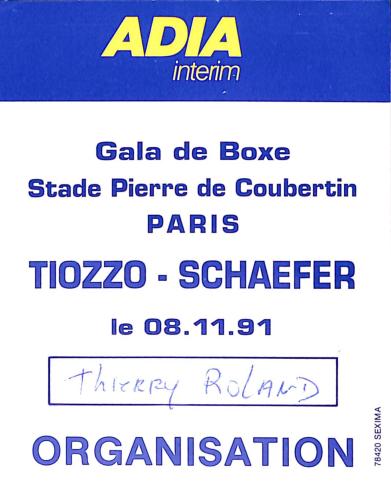 ADIA
interim
Gala de Boxe
Stade Pierre de Coubertin
PARIS
TIOZZO - SCHAEFER
le 08.11.91
THIERRY ROLAND
ORGANISATION
78420 SEXIMA